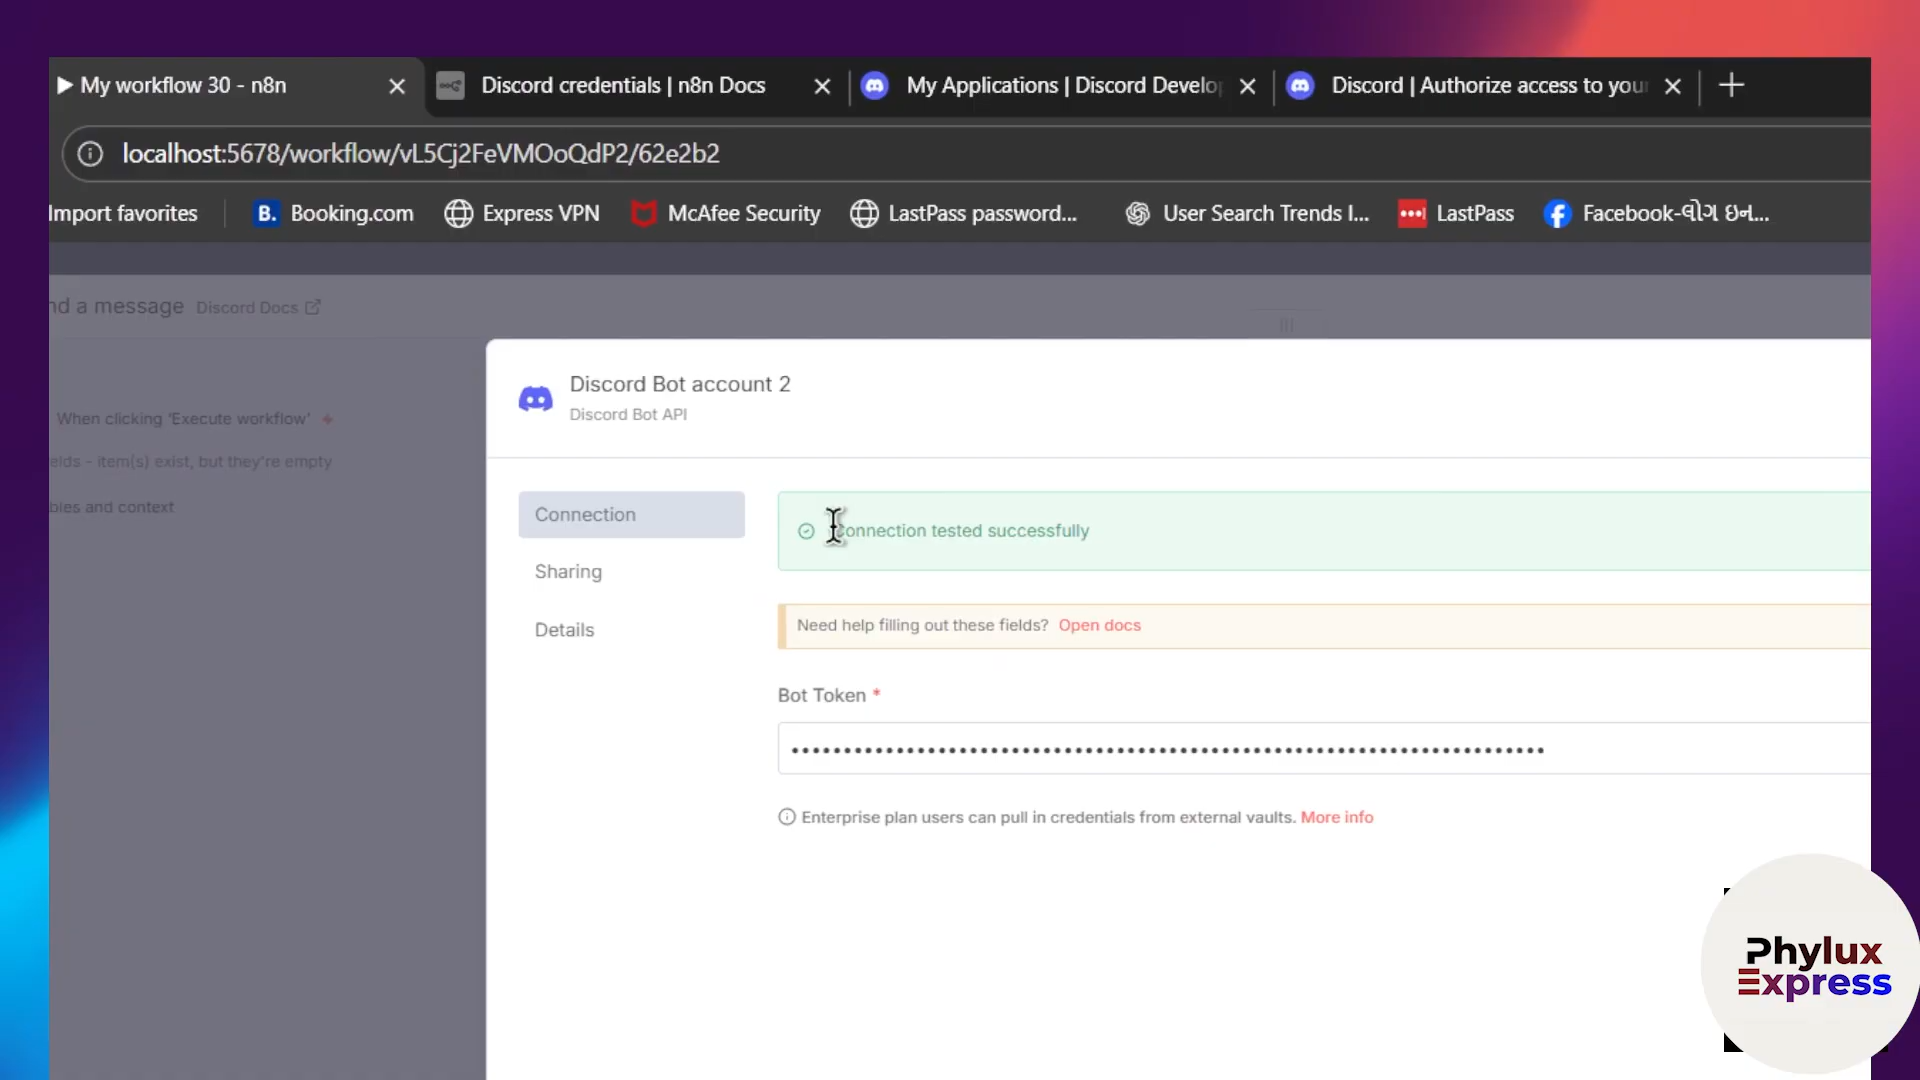 My workflow 30 - n8n
Discord credentials | n8n Docs
My Applications | Discord Develop
Discord | Authorize access to your
localhost:5678/workflow/vL5Cj2FeVMOoQdP2/62e2b2
Import favorites
B. Booking.com
Express VPN
McAfee Security
LastPass password...
User Search Trends I...
LastPass
Facebook-લોગ ઇન...
nd a message Discord Docs
Discord Bot account 2
Discord Bot API
When clicking 'Execute workflow'
elds - item(s) exist, but they're empty
bles and context
Connection
Sharing
Details
Connection tested successfully
Need help filling out these fields? Open docs
Bot Token *
Enterprise plan users can pull in credentials from external vaults. More info
Phylux
Express